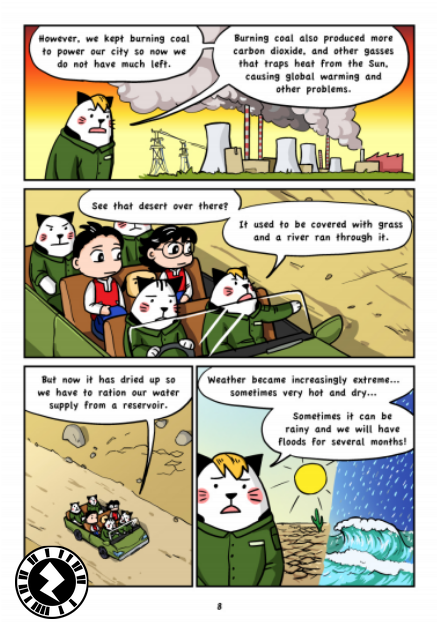 However, we kept burning coal
to power our city so now we
do not have much left.
Burning coal also produced more
carbon dioxide, and other gasses
that traps heat from the Sun,
causing global warming and
other problems.
See that desert over there?
It used to be covered with grass
and a river ran through it.
But now it has dried up so
we have to ration our water
supply from a reservoir.
Weather became increasingly extreme...
sometimes very hot and dry...
Sometimes it can be
rainy and we will have
floods for several months!
8